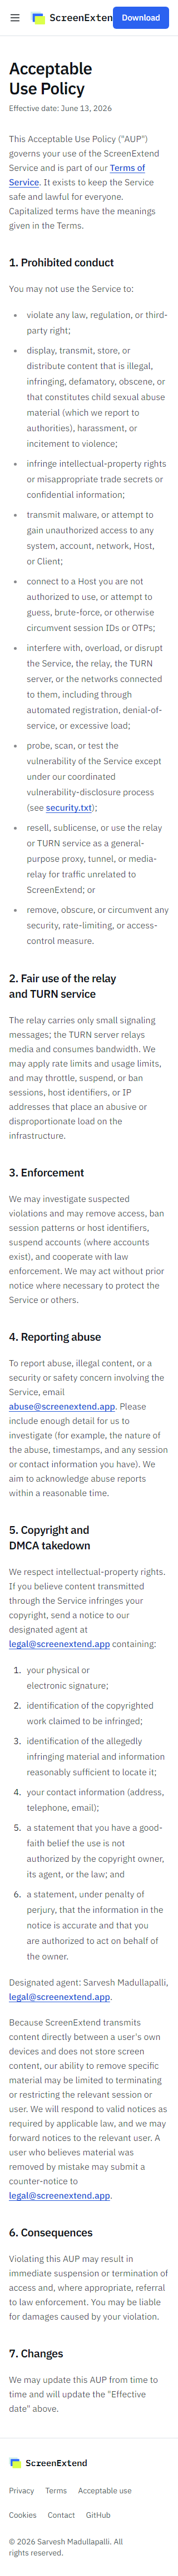 ScreenExten
Download
Acceptable
Use Policy
Effective date: June 13, 2026
This Acceptable Use Policy ("AUP")
governs your use of the ScreenExtend
Service and is part of our Terms of
Service. It exists to keep the Service
safe and lawful for everyone.
Capitalized terms have the meanings
given in the Terms.
1. Prohibited conduct
You may not use the Service to:
• violate any law, regulation, or third-
party right;
• display, transmit, store, or
distribute content that is illegal,
infringing, defamatory, obscene, or
that constitutes child sexual abuse
material (which we report to
authorities), harassment, or
incitement to violence;
• infringe intellectual-property rights
or misappropriate trade secrets or
confidential information;
• transmit malware, or attempt to
gain unauthorized access to any
system, account, network, Host,
or Client;
• connect to a Host you are not
authorized to use, or attempt to
guess, brute-force, or otherwise
circumvent session IDs or OTPs;
• interfere with, overload, or disrupt
the Service, the relay, the TURN
server, or the networks connected
to them, including through
automated registration, denial-of-
service, or excessive load;
• probe, scan, or test the
vulnerability of the Service except
under our coordinated
vulnerability-disclosure process
(see security.txt);
• resell, sublicense, or use the relay
or TURN service as a general-
purpose proxy, tunnel, or media-
relay for traffic unrelated to
ScreenExtend; or
• remove, obscure, or circumvent any
security, rate-limiting, or access-
control measure.
2. Fair use of the relay
and TURN service
The relay carries only small signaling
messages; the TURN server relays
media and consumes bandwidth. We
may apply rate limits and usage limits,
and may throttle, suspend, or ban
sessions, host identifiers, or IP
addresses that place an abusive or
disproportionate load on the
infrastructure.
3. Enforcement
We may investigate suspected
violations and may remove access, ban
session patterns or host identifiers,
suspend accounts (where accounts
exist), and cooperate with law
enforcement. We may act without prior
notice where necessary to protect the
Service or others.
4. Reporting abuse
To report abuse, illegal content, or a
security or safety concern involving the
Service, email
abuse@screenextend.app. Please
include enough detail for us to
investigate (for example, the nature of
the abuse, timestamps, and any session
or contact information you have). We
aim to acknowledge abuse reports
within a reasonable time.
5. Copyright and
DMCA takedown
We respect intellectual-property rights.
If you believe content transmitted
through the Service infringes your
copyright, send a notice to our
designated agent at
legal@screenextend.app containing:
1. your physical or
electronic signature;
2. identification of the copyrighted
work claimed to be infringed;
3. identification of the allegedly
infringing material and information
reasonably sufficient to locate it;
4. your contact information (address,
telephone, email);
5. a statement that you have a good-
faith belief the use is not
authorized by the copyright owner,
its agent, or the law; and
6. a statement, under penalty of
perjury, that the information in the
notice is accurate and that you
are authorized to act on behalf of
the owner.
Designated agent: Sarvesh Madullapalli,
legal@screenextend.app.
Because ScreenExtend transmits
content directly between a user's own
devices and does not store screen
content, our ability to remove specific
material may be limited to terminating
or restricting the relevant session or
user. We will respond to valid notices as
required by applicable law, and we may
forward notices to the relevant user. A
user who believes material was
removed by mistake may submit a
counter-notice to
legal@screenextend.app.
6. Consequences
Violating this AUP may result in
immediate suspension or termination of
access and, where appropriate, referral
to law enforcement. You may be liable
for damages caused by your violation.
7. Changes
We may update this AUP from time to
time and will update the "Effective
date" above.
ScreenExtend
Privacy Terms Acceptable use
Cookies Contact GitHub
© 2026 Sarvesh Madullapalli. All
rights reserved.